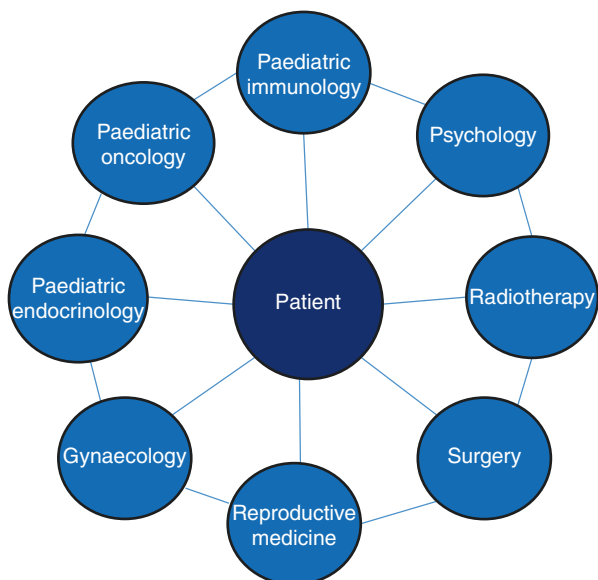 Paediatric
immunology
Paediatric
oncology
Psychology
Paediatric
endocrinology
Patient
Radiotherapy
Gynaecology
Surgery
Reproductive
medicine